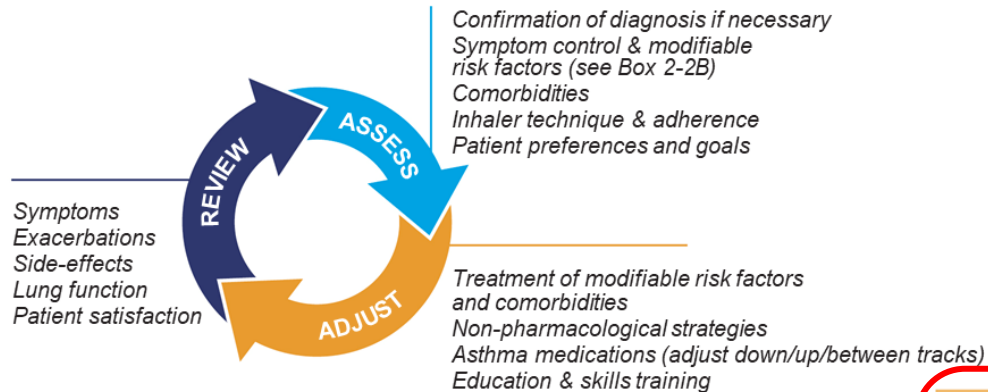 Confirmation of diagnosis if necessary
Symptom control & modifiable
risk factors (see Box 2-2B)
Comorbidities
Inhaler technique & adherence
Patient preferences and goals
ASSESS
REVIEW
Symptoms
Exacerbations
Side-effects
Lung function
Patient satisfaction
ADJUST
Treatment of modifiable risk factors
and comorbidities
Non-pharmacological strategies
Asthma medications (adjust down/up/between tracks)
Education & skills training